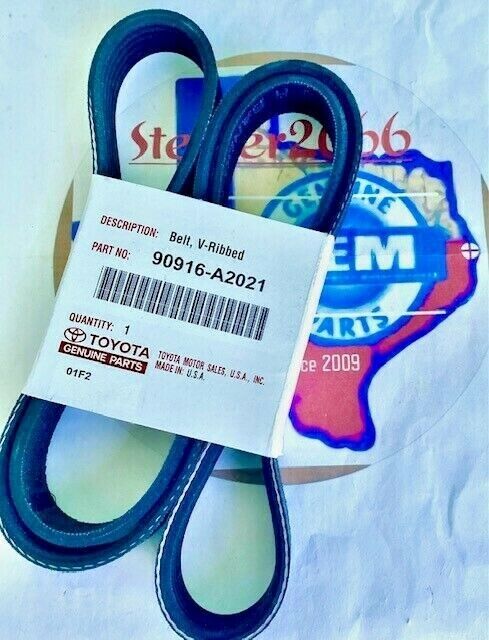 2066
GENUINE
EM
PARTS
ce 2009
DESCRIPTION: Belt, V-Ribbed
PART NO: 90916-A2021
QUANTITY: 1
TOYOTA
GENUINE PARTS
TOYOTA MOTOR SALES, U.S.A., INC.
MADE IN: U.S.A.
01F2